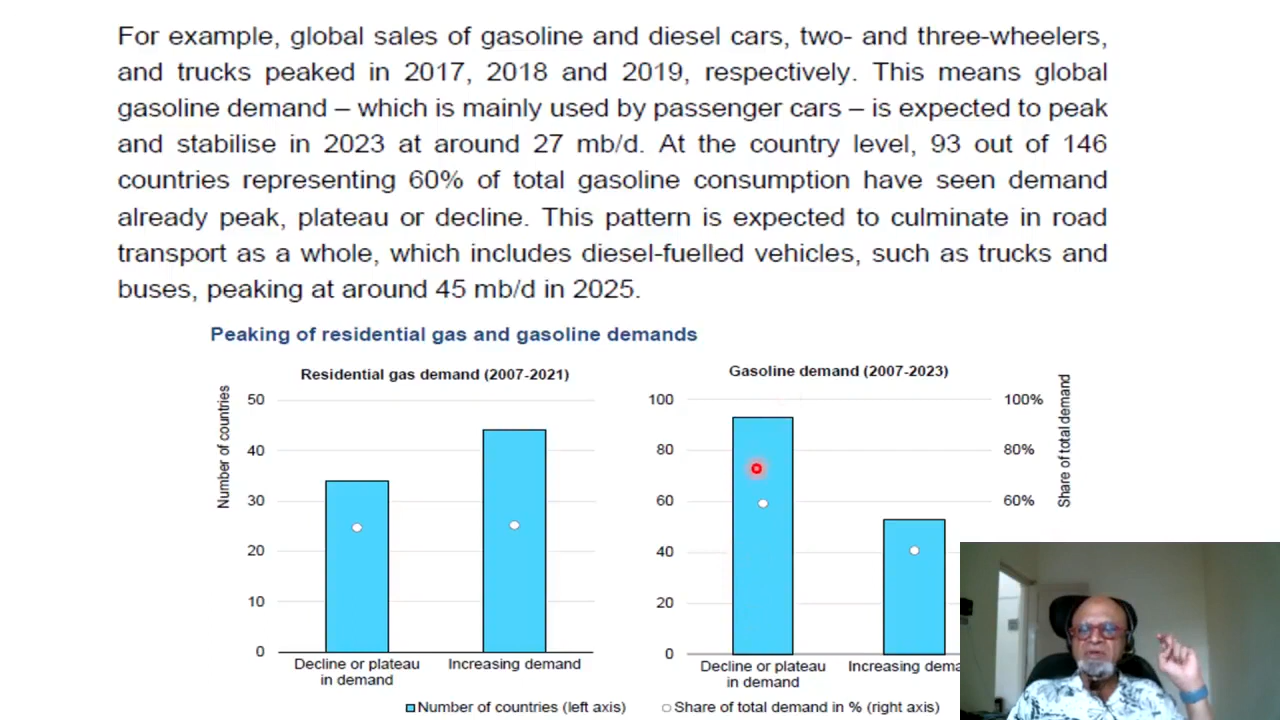 For example, global sales of gasoline and diesel cars, two- and three-wheelers,
and trucks peaked in 2017, 2018 and 2019, respectively. This means global
gasoline demand – which is mainly used by passenger cars – is expected to peak
and stabilise in 2023 at around 27 mb/d. At the country level, 93 out of 146
countries representing 60% of total gasoline consumption have seen demand
already peak, plateau or decline. This pattern is expected to culminate in road
transport as a whole, which includes diesel-fuelled vehicles, such as trucks and
buses, peaking at around 45 mb/d in 2025.
Peaking of residential gas and gasoline demands
Residential gas demand (2007-2021)
Number of countries
50
40
30
20
10
0
Decline or plateau
in demand
Increasing demand
Gasoline demand (2007-2023)
100
80
60
40
20
0
100%
80%
60%
Share of total demand
Decline or plateau
in demand
Increasing dema
Number of countries (left axis)
Share of total demand in % (right axis)